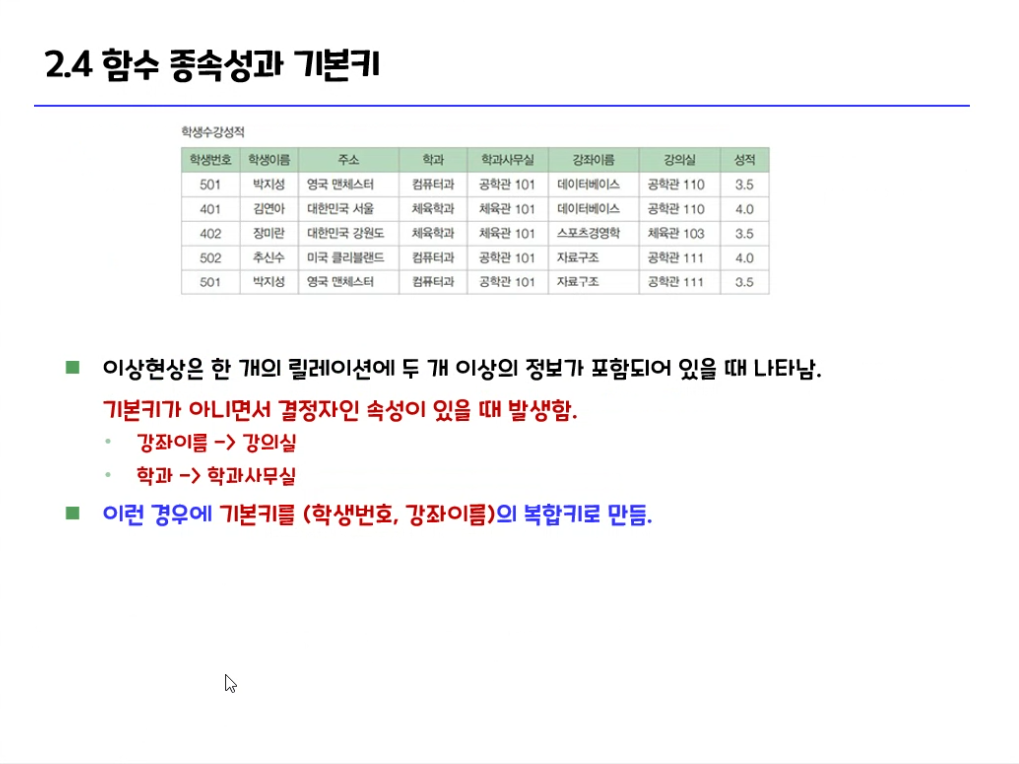 2.4 함수 종속성과 기본키
학생수강성적
학생번호 학생이름 주소 학과 학과사무실 강좌이름 강의실 성적
501 박지성 영국 맨체스터 컴퓨터과 공학관 101 데이터베이스 공학관 110 3.5
401 김연아 대한민국 서울 체육학과 체육관 101 데이터베이스 공학관 110 4.0
402 장미란 대한민국 강원도 체육학과 체육관 101 스포츠경영학 체육관 103 3.5
502 추신수 미국 클리블랜드 컴퓨터과 공학관 101 자료구조 공학관 111 4.0
501 박지성 영국 맨체스터 컴퓨터과 공학관 101 자료구조 공학관 111 3.5
■ 이상현상은 한 개의 릴레이션에 두 개 이상의 정보가 포함되어 있을 때 나타남.
기본키가 아니면서 결정자인 속성이 있을 때 발생함.
• 강좌이름 -> 강의실
• 학과 -> 학과사무실
■ 이런 경우에 기본키를 (학생번호, 강좌이름)의 복합키로 만듬.